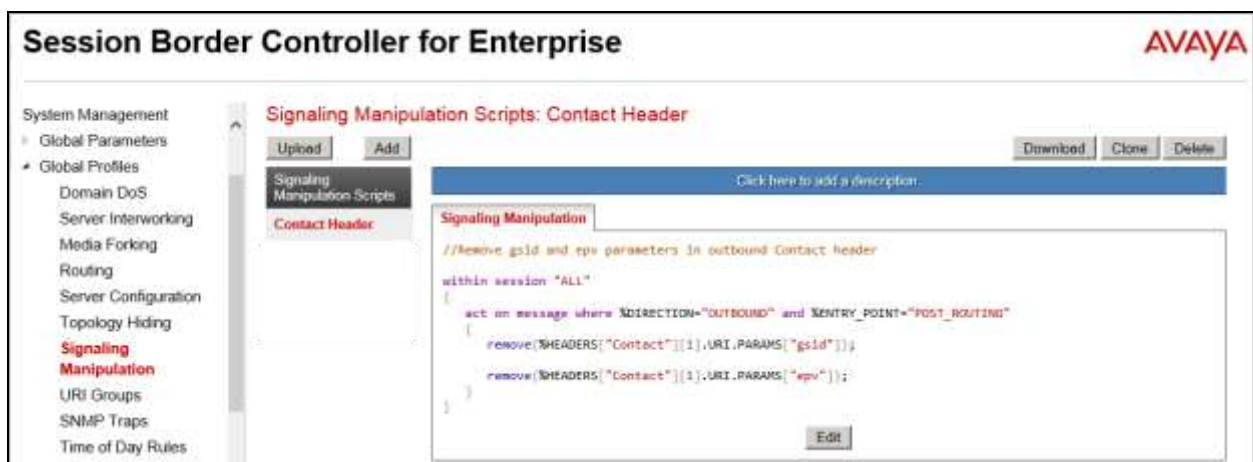 Session Border Controller for Enterprise
AVAYA
System Management
Global Parameters
Global Profiles
Domain DoS
Server Interworking
Media Forking
Routing
Server Configuration
Topology Hiding
Signaling
Manipulation
URI Groups
SNMP Traps
Time of Day Rules
Signaling Manipulation Scripts: Contact Header
Upload Add
Download Clone Delete
Signaling
Manipulation Scripts
Contact Header
Click here to add a description.
Signaling Manipulation
//Remove gsid and epv parameters in outbound Contact header
within session "ALL"
{
act on message where %DIRECTION="OUTBOUND" and %ENTRY_POINT="POST_ROUTING"
{
remove(%HEADERS["Contact"][1].URI.PARAMS["gsid"]);
remove(%HEADERS["Contact"][1].URI.PARAMS["epv"]);
}
}
Edit